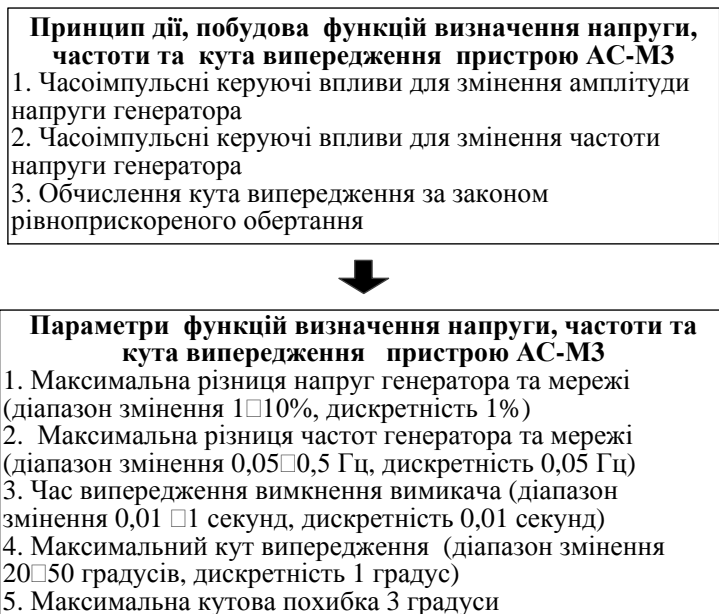 Принцип дії, побудова функцій визначення напруги,
частоти та кута випередження пристрою АС-М3
1. Часоімпульсні керуючі впливи для змінення амплітуди
напруги генератора
2. Часоімпульсні керуючі впливи для змінення частоти
напруги генератора
3. Обчислення кута випередження за законом
рівноприскореного обертання
Параметри функцій визначення напруги, частоти та
кута випередження пристрою АС-М3
1. Максимальна різниця напруг генератора та мережі
(діапазон змінення 1□10%, дискретність 1%)
2. Максимальна різниця частот генератора та мережі
(діапазон змінення 0,05□0,5 Гц, дискретність 0,05 Гц)
3. Час випередження вимкнення вимикача (діапазон
змінення 0,01 □1 секунд, дискретність 0,01 секунд)
4. Максимальний кут випередження (діапазон змінення
20□50 градусів, дискретність 1 градус)
5. Максимальна кутова похибка 3 градуси